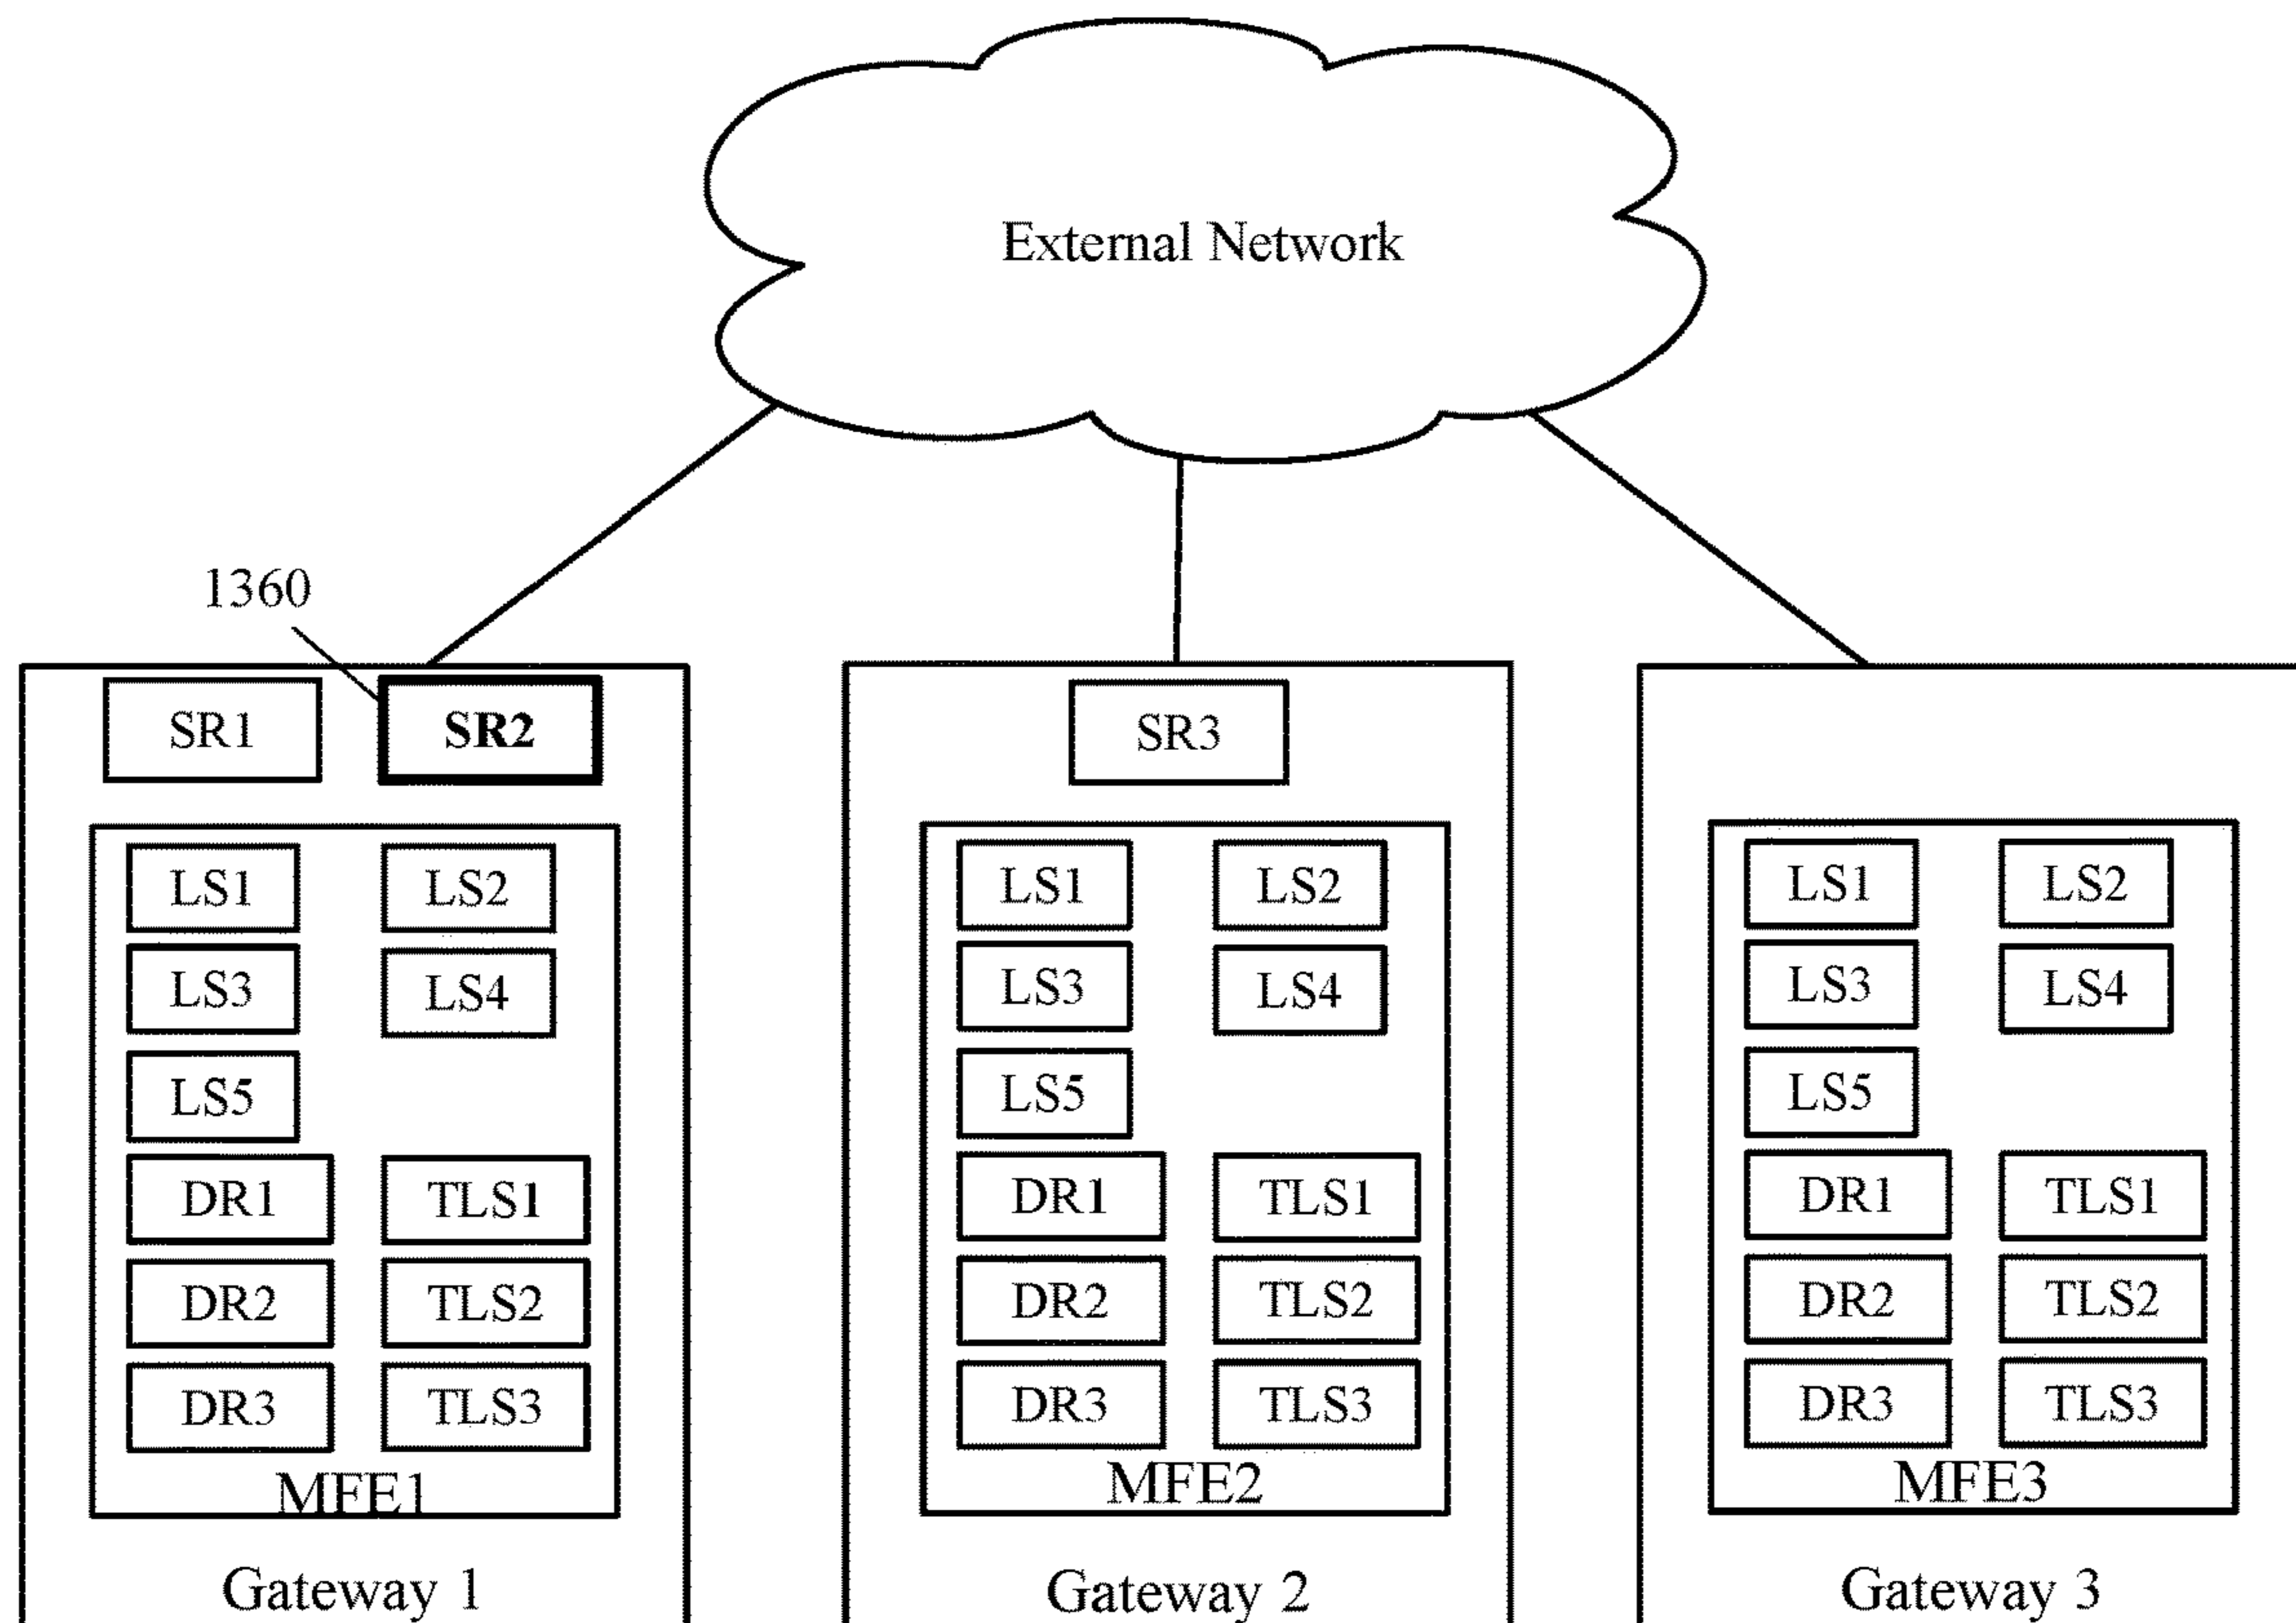 External Network
1360
SR1 SR2
LS1 LS2
LS3 LS4
LS5
DR1 TLS1
DR2 TLS2
DR3 TLS3
MFE1
Gateway 1
SR3
LS1 LS2
LS3 LS4
LS5
DR1 TLS1
DR2 TLS2
DR3 TLS3
MFE2
Gateway 2
LS1 LS2
LS3 LS4
LS5
DR1 TLS1
DR2 TLS2
DR3 TLS3
MFE3
Gateway 3